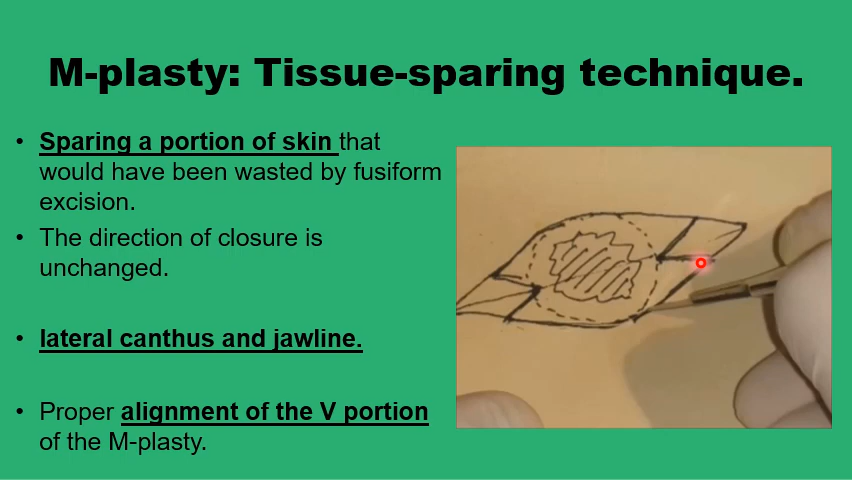 M-plasty: Tissue-sparing technique.
• Sparing a portion of skin that
would have been wasted by fusiform
excision.
• The direction of closure is
unchanged.
• lateral canthus and jawline.
• Proper alignment of the V portion
of the M-plasty.